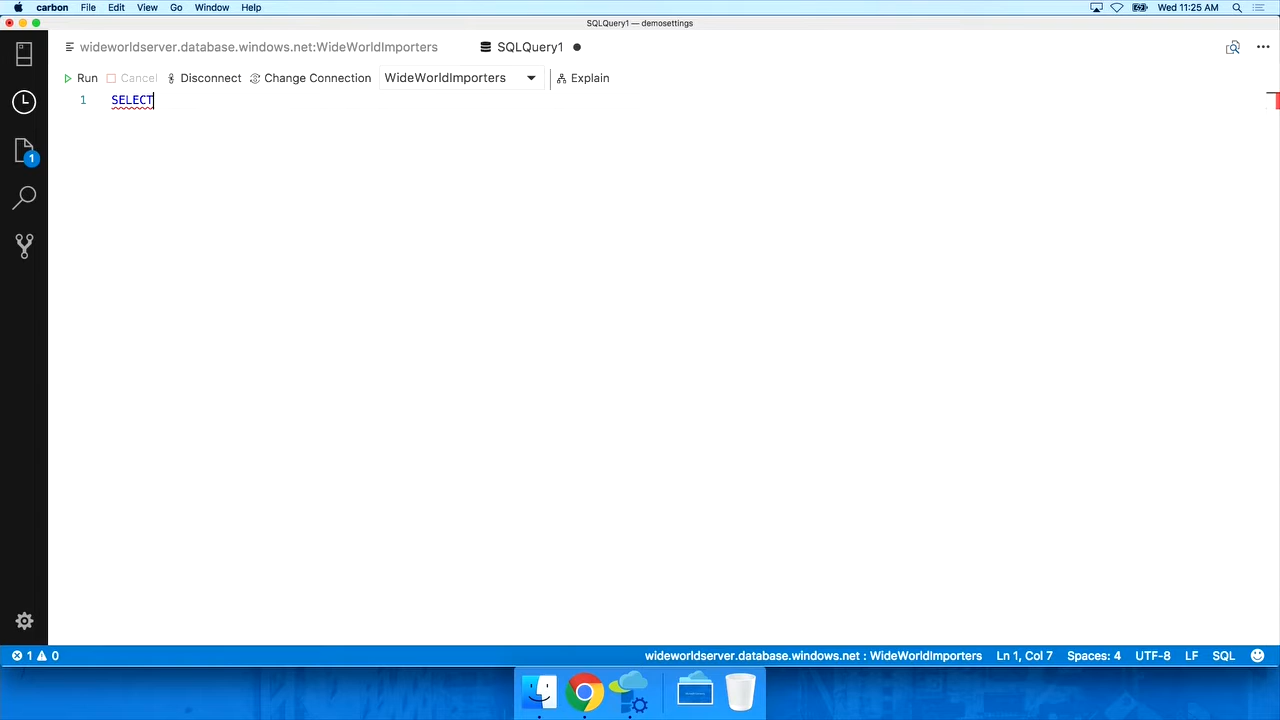 carbon File Edit View Go Window Help Wed 11:25 AM
SQLQuery1 — demosettings
wideworldserver.database.windows.net:WideWorldImporters SQLQuery1
Run Cancel Disconnect Change Connection WideWorldImporters Explain
1 SELECT
1
1 0 wideworldserver.database.windows.net : WideWorldImporters Ln 1, Col 7 Spaces: 4 UTF-8 LF SQL